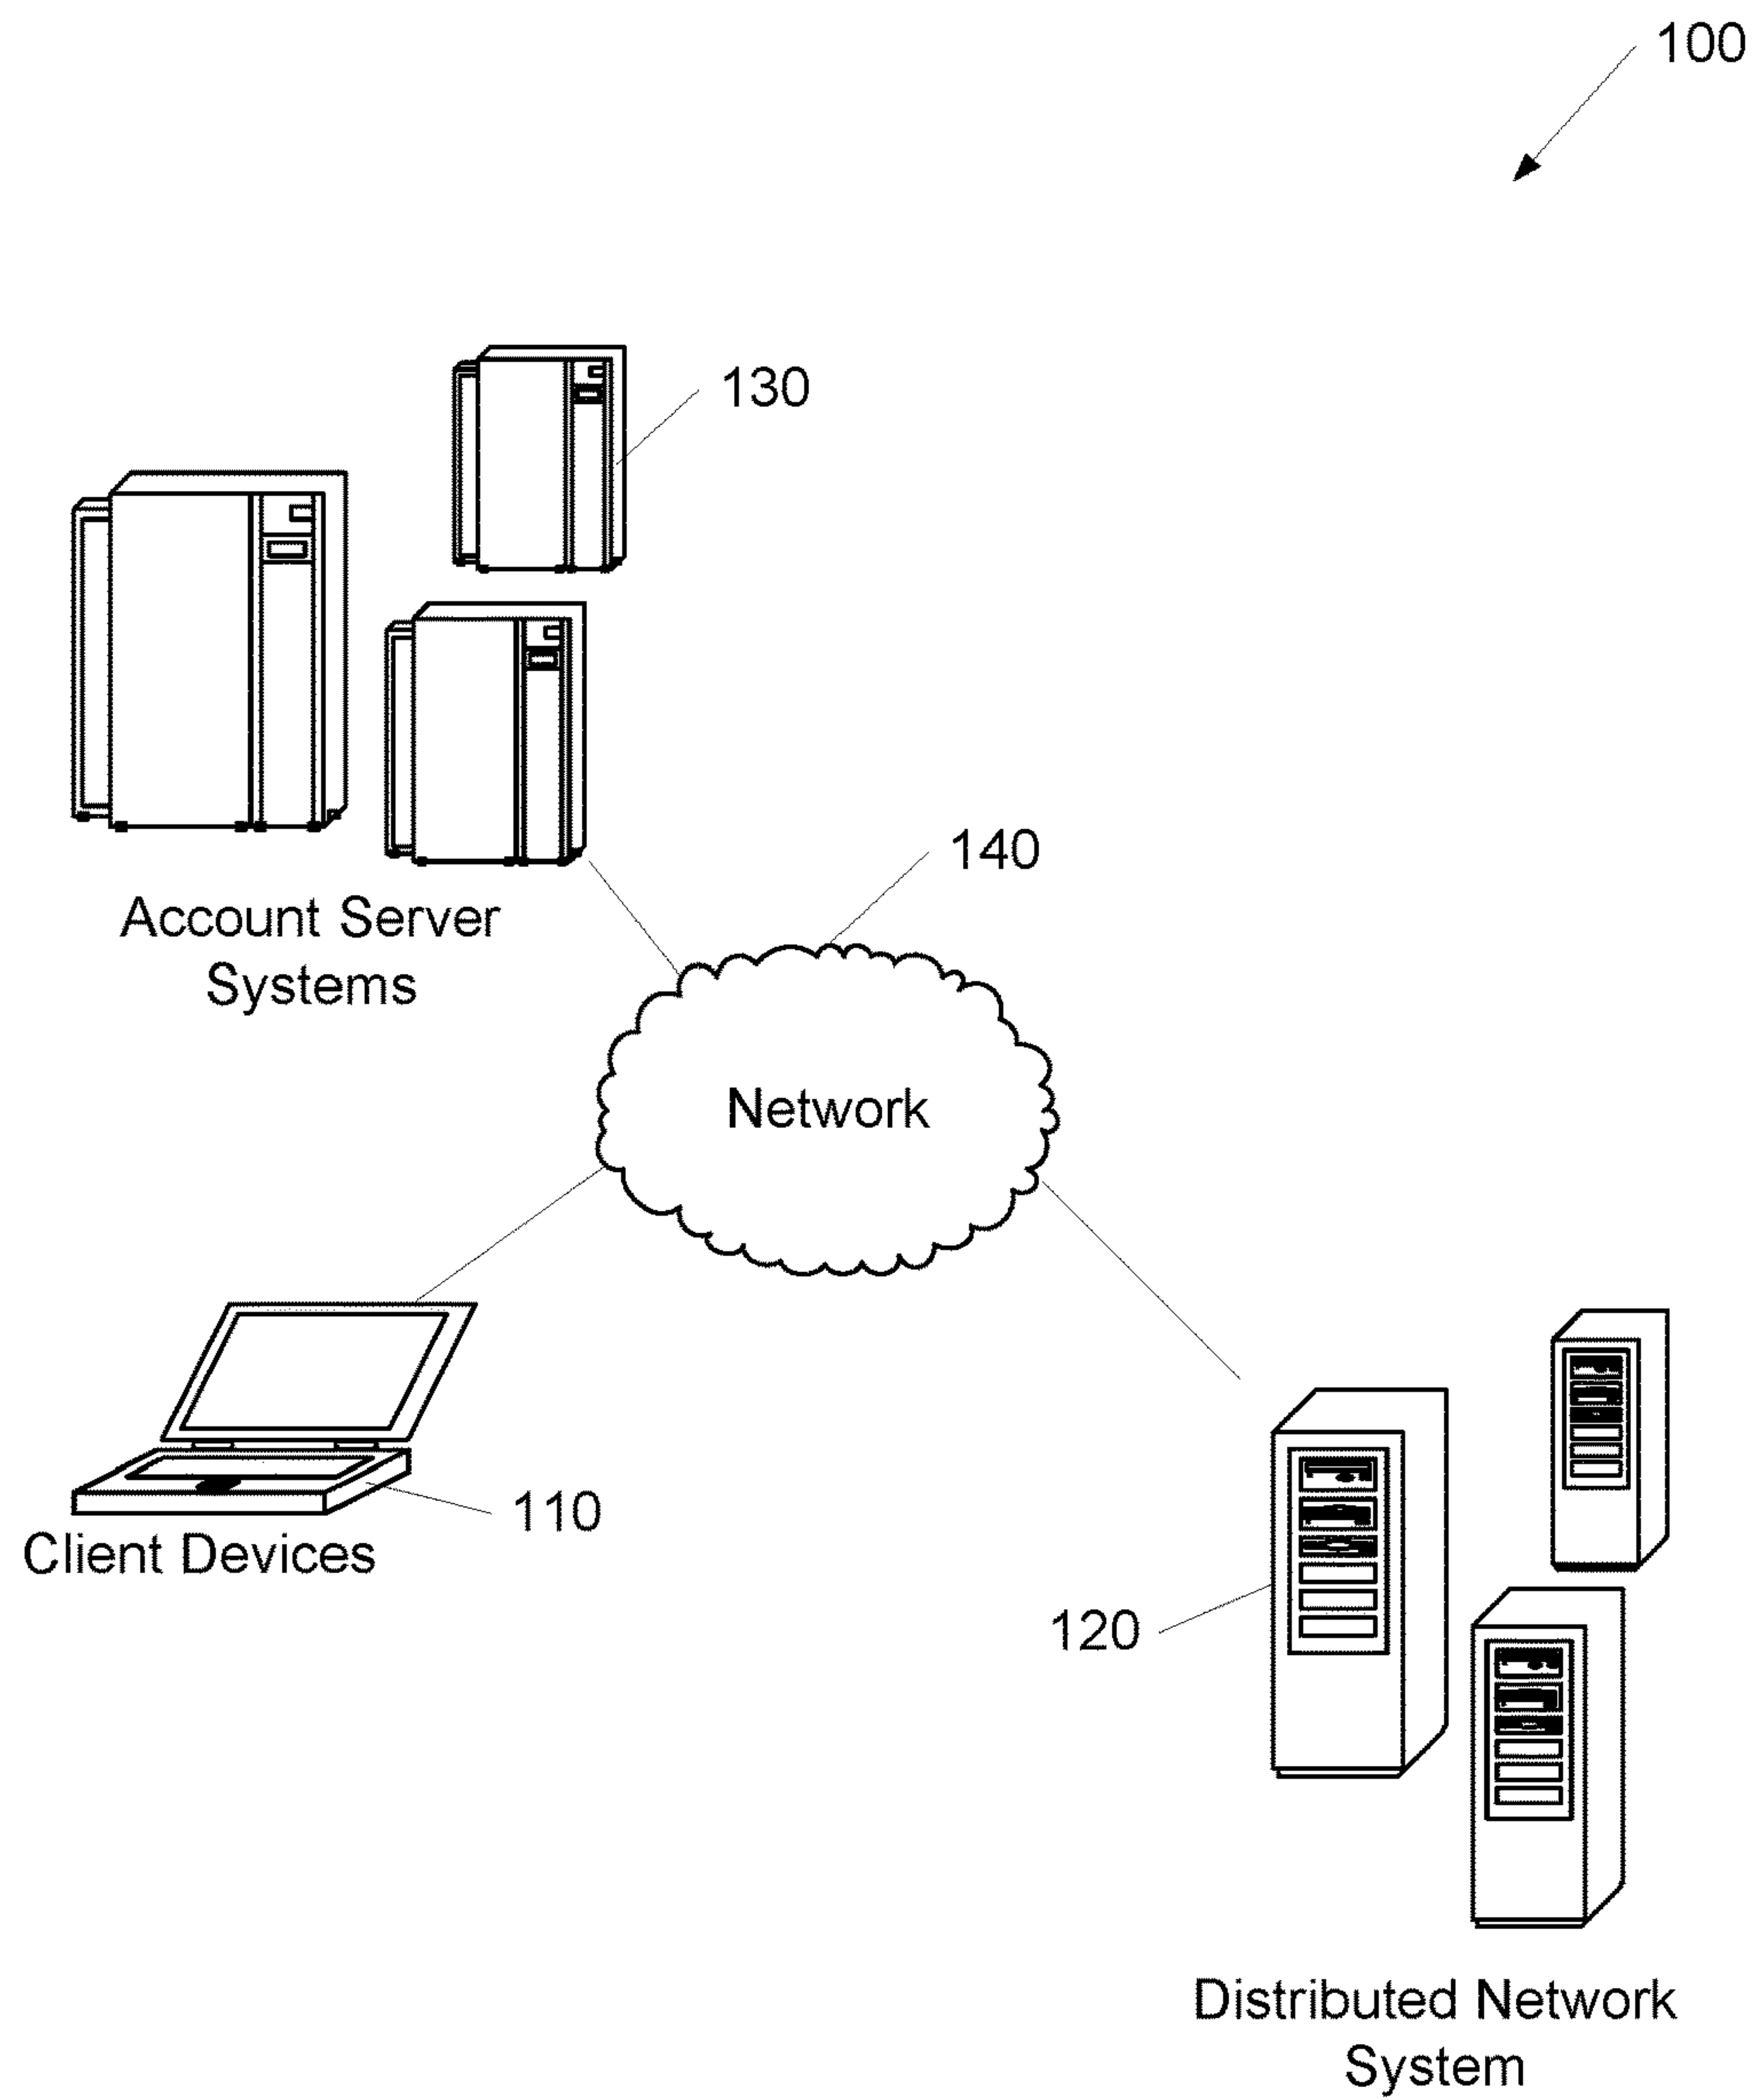 100
130
Account Server
Systems
140
Network
110
Client Devices
120
Distributed Network
System